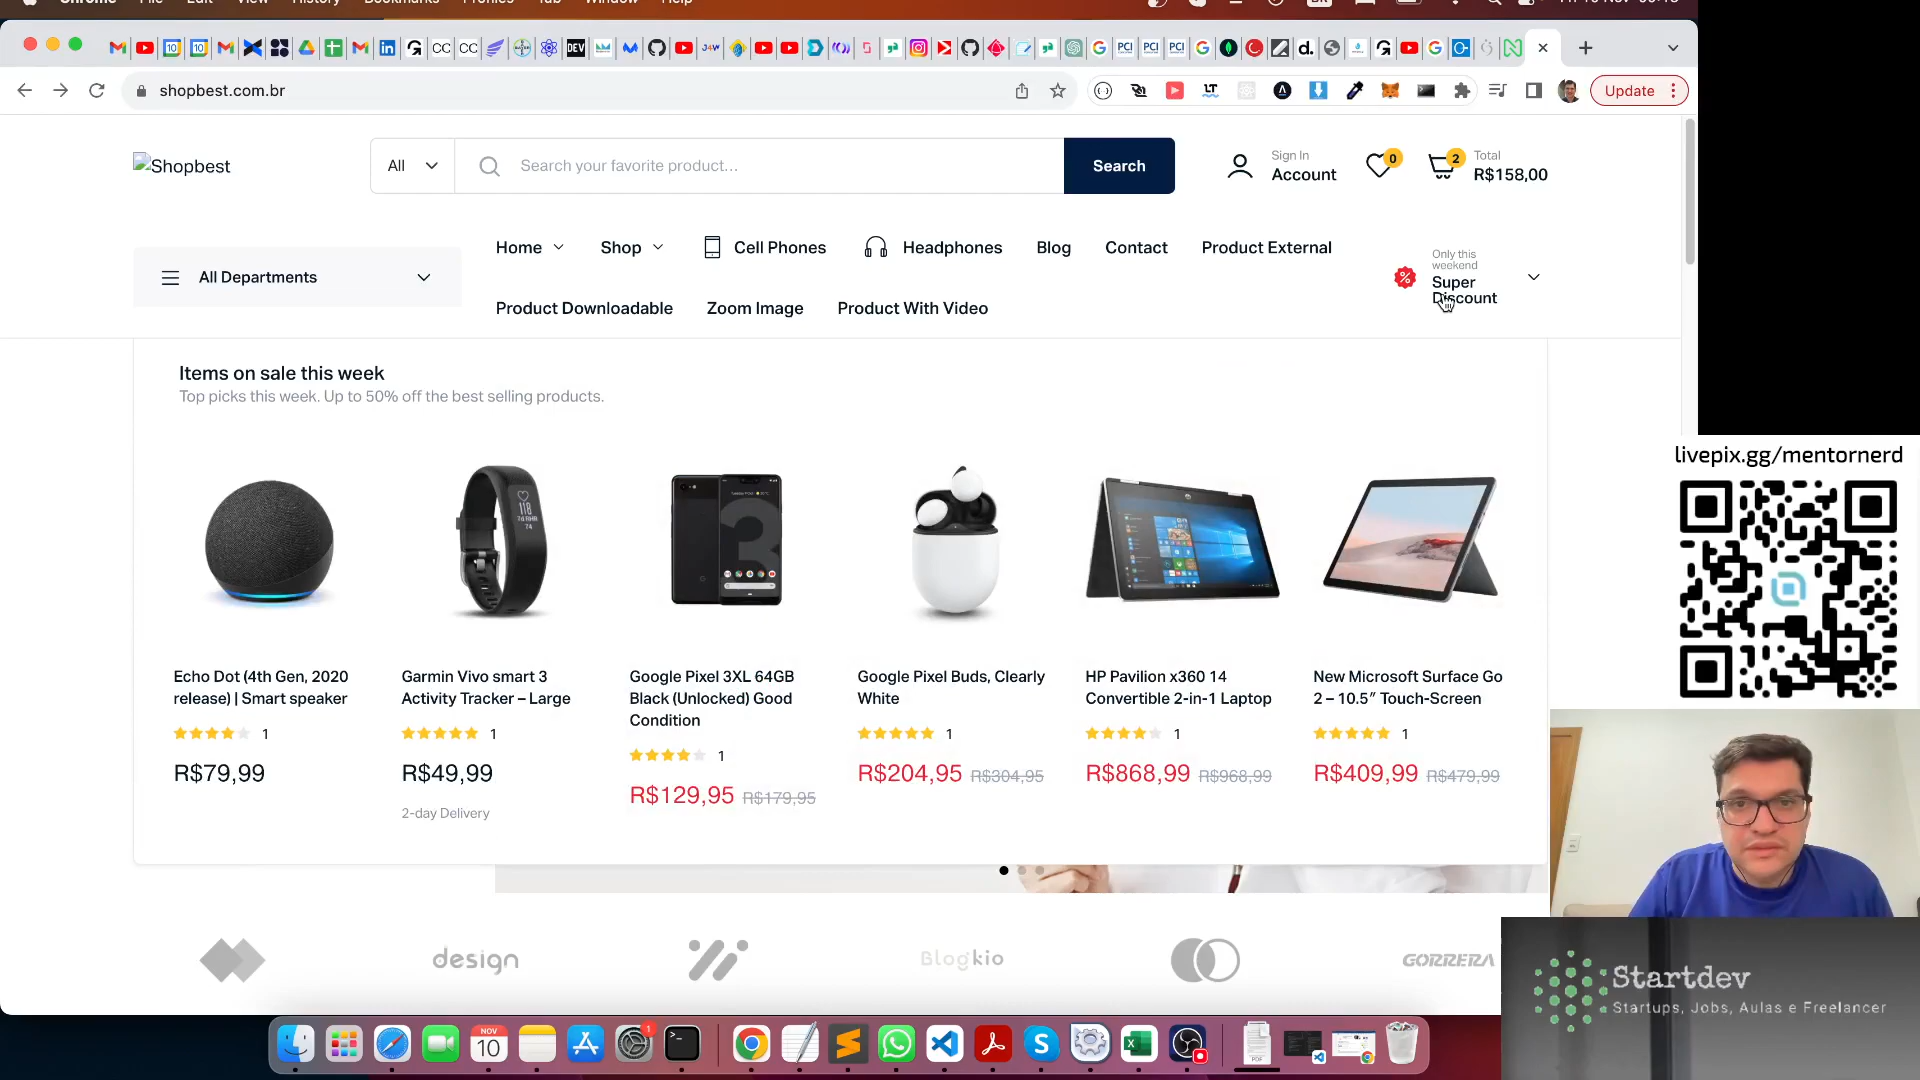 Chrome File Edit View History Bookmarks Profiles Tab Window Help
shopbest.com.br
Update
Shopbest
All
Search your favorite product...
Search
Sign In
Account
0
2
Total
R$158,00
All Departments
Home
Shop
Cell Phones
Headphones
Blog
Contact
Product External
Product Downloadable
Zoom Image
Product With Video
Only this
weekend
Super
Discount
Items on sale this week
Top picks this week. Up to 50% off the best selling products.
Echo Dot (4th Gen, 2020
release) | Smart speaker
1
R$79,99
Garmin Vivo smart 3
Activity Tracker – Large
1
R$49,99
2-day Delivery
Google Pixel 3XL 64GB
Black (Unlocked) Good
Condition
1
R$129,95 R$179,95
Google Pixel Buds, Clearly
White
1
R$204,95 R$304,95
HP Pavilion x360 14
Convertible 2-in-1 Laptop
1
R$868,99 R$968,99
New Microsoft Surface Go
2 – 10.5″ Touch-Screen
1
R$409,99 R$479,99
design
Blogkio
GORRERA
livepix.gg/mentornerd
Startdev
Startups, Jobs, Aulas e Freelancer
NOV
10
1